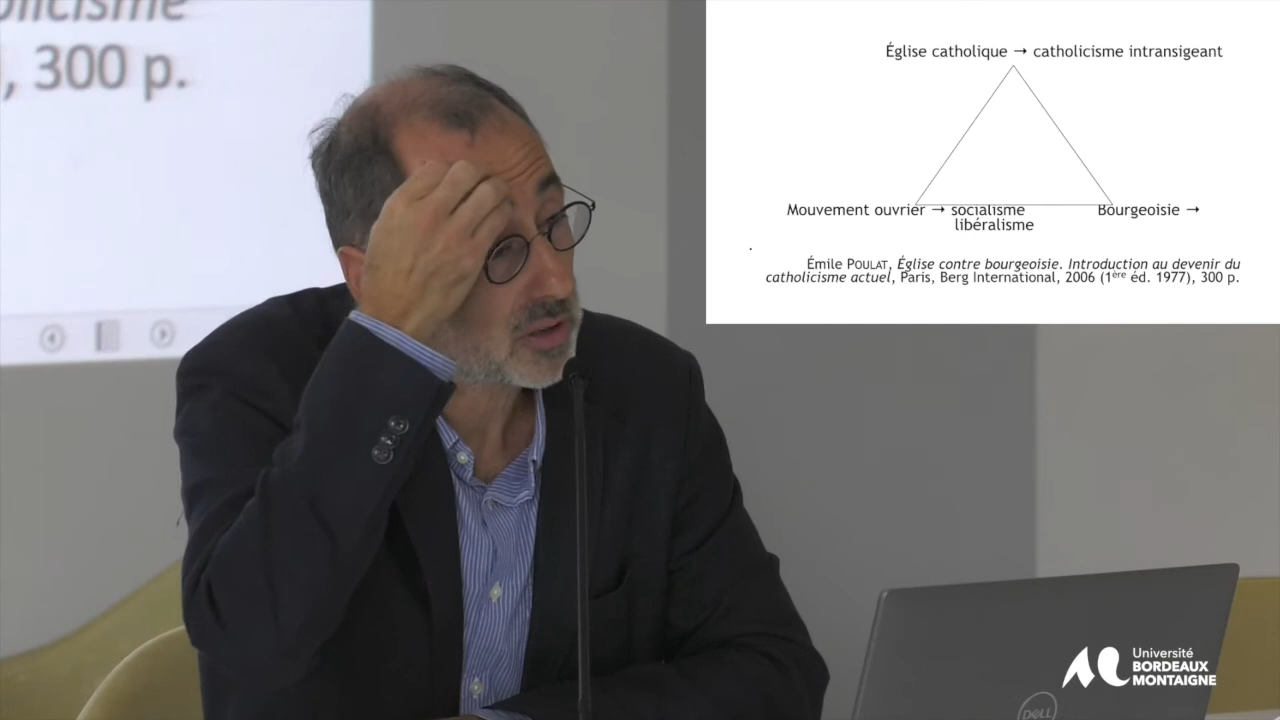 , 300 p.
Église catholique → catholicisme intransigeant
Mouvement ouvrier → socialisme Bourgeoisie →
libéralisme
.
Émile POULAT, Église contre bourgeoisie. Introduction au devenir du
catholicisme actuel, Paris, Berg International, 2006 (1ère éd. 1977), 300 p.
Université
BORDEAUX
MONTAIGNE
DELL